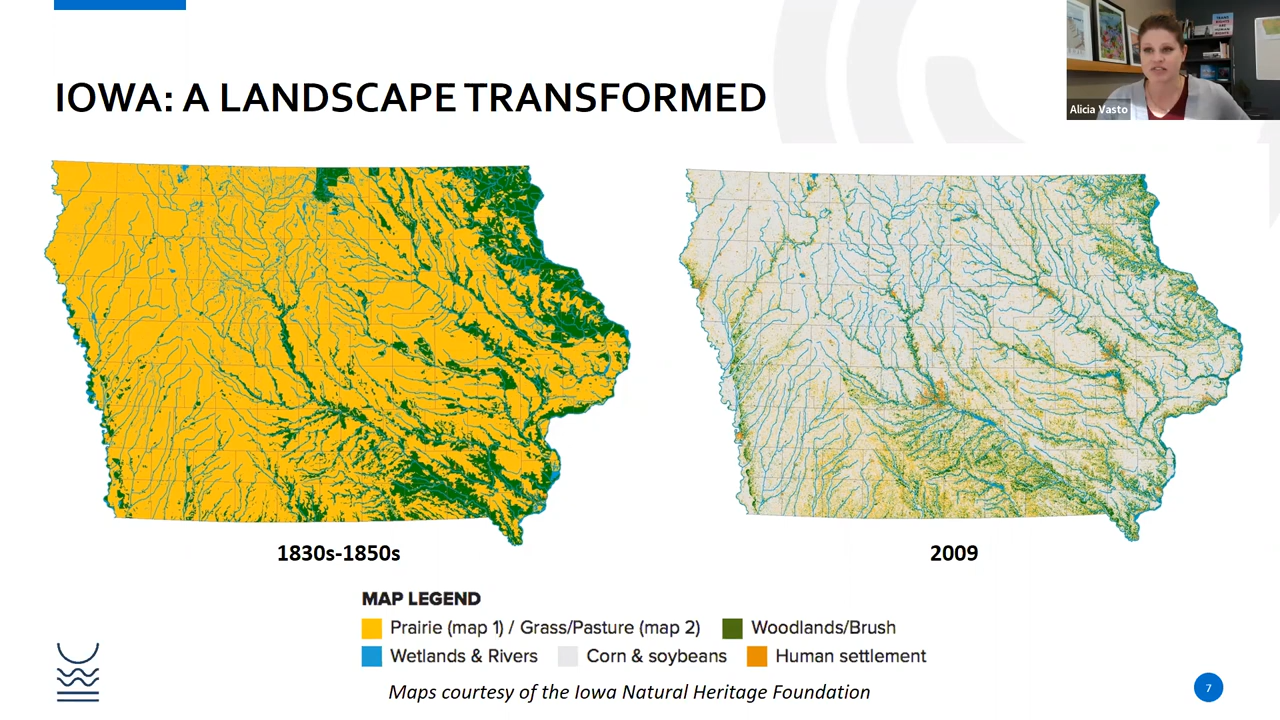 IOWA: A LANDSCAPE TRANSFORMED
Alicia Vasto
1830s-1850s
2009
MAP LEGEND
Prairie (map 1) / Grass/Pasture (map 2)
Woodlands/Brush
Wetlands & Rivers
Corn & soybeans
Human settlement
Maps courtesy of the Iowa Natural Heritage Foundation
7